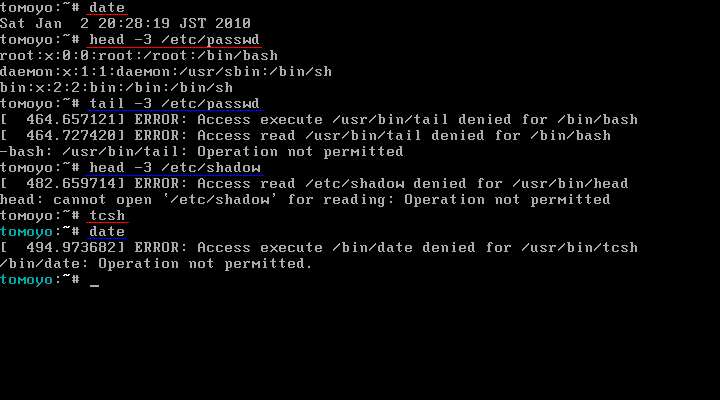 tomoyo:~# date
Sat Jan  2 20:28:19 JST 2010
tomoyo:~# head -3 /etc/passwd
root:x:0:0:root:/root:/bin/bash
daemon:x:1:1:daemon:/usr/sbin:/bin/sh
bin:x:2:2:bin:/bin:/bin/sh
tomoyo:~# tail -3 /etc/passwd
[  464.657121] ERROR: Access execute /usr/bin/tail denied for /bin/bash
[  464.727420] ERROR: Access read /usr/bin/tail denied for /bin/bash
-bash: /usr/bin/tail: Operation not permitted
tomoyo:~# head -3 /etc/shadow
[  482.659714] ERROR: Access read /etc/shadow denied for /usr/bin/head
head: cannot open `/etc/shadow' for reading: Operation not permitted
tomoyo:~# tcsh
tomoyo:~# date
[  494.973682] ERROR: Access execute /bin/date denied for /usr/bin/tcsh
/bin/date: Operation not permitted.
tomoyo:~# _